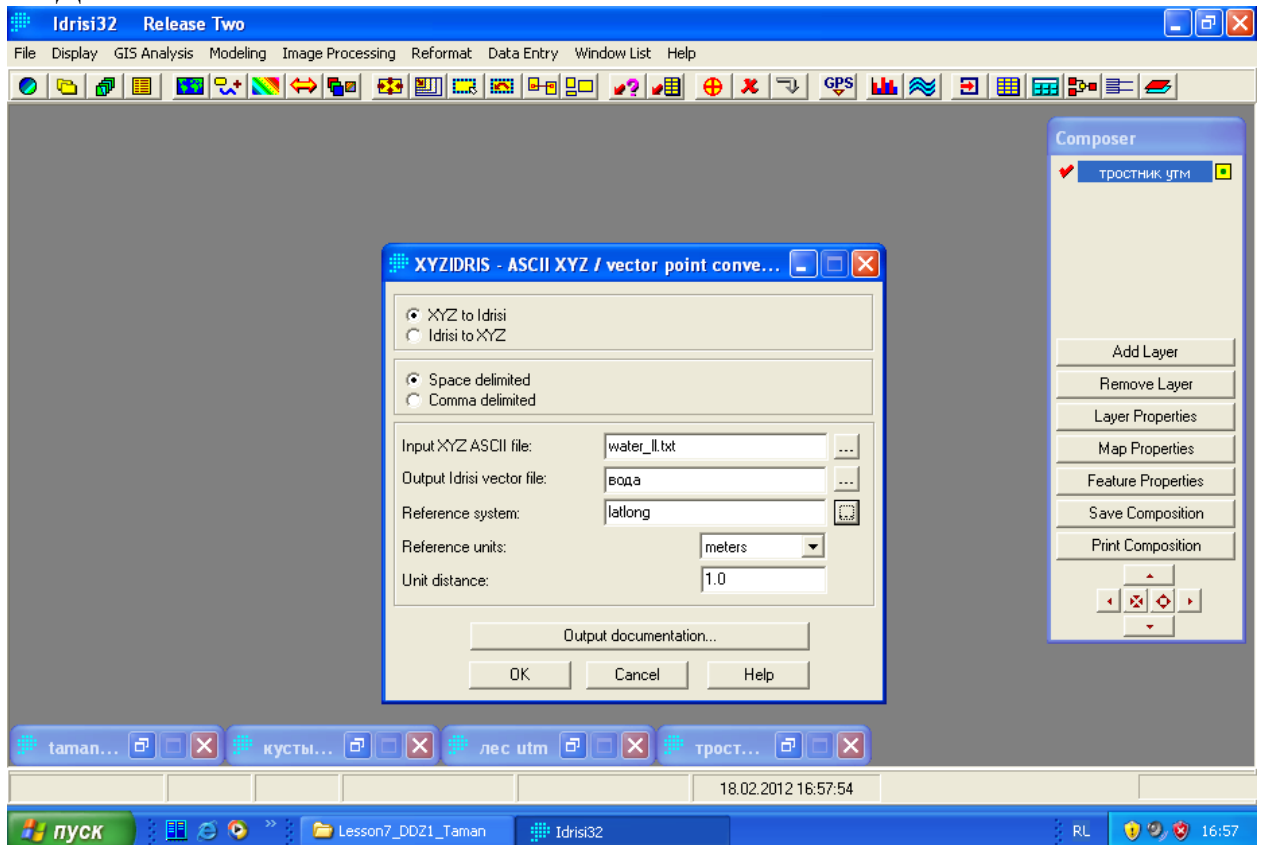 Idrisi32 Release Two
File Display GIS Analysis Modeling Image Processing Reformat Data Entry Window List Help
GPS
Composer
тростник утм
XYZIDRIS - ASCII XYZ / vector point conve...
XYZ to Idrisi
Idrisi to XYZ
Space delimited
Comma delimited
Input XYZ ASCII file: water_ll.txt ...
Output Idrisi vector file: вода ...
Reference system: latlong
Reference units: meters
Unit distance: 1.0
Output documentation...
OK Cancel Help
Add Layer
Remove Layer
Layer Properties
Map Properties
Feature Properties
Save Composition
Print Composition
taman... кусты... лес utm трост...
18.02.2012 16:57:54
пуск » Lesson7_DDZ1_Taman Idrisi32 RL 16:57